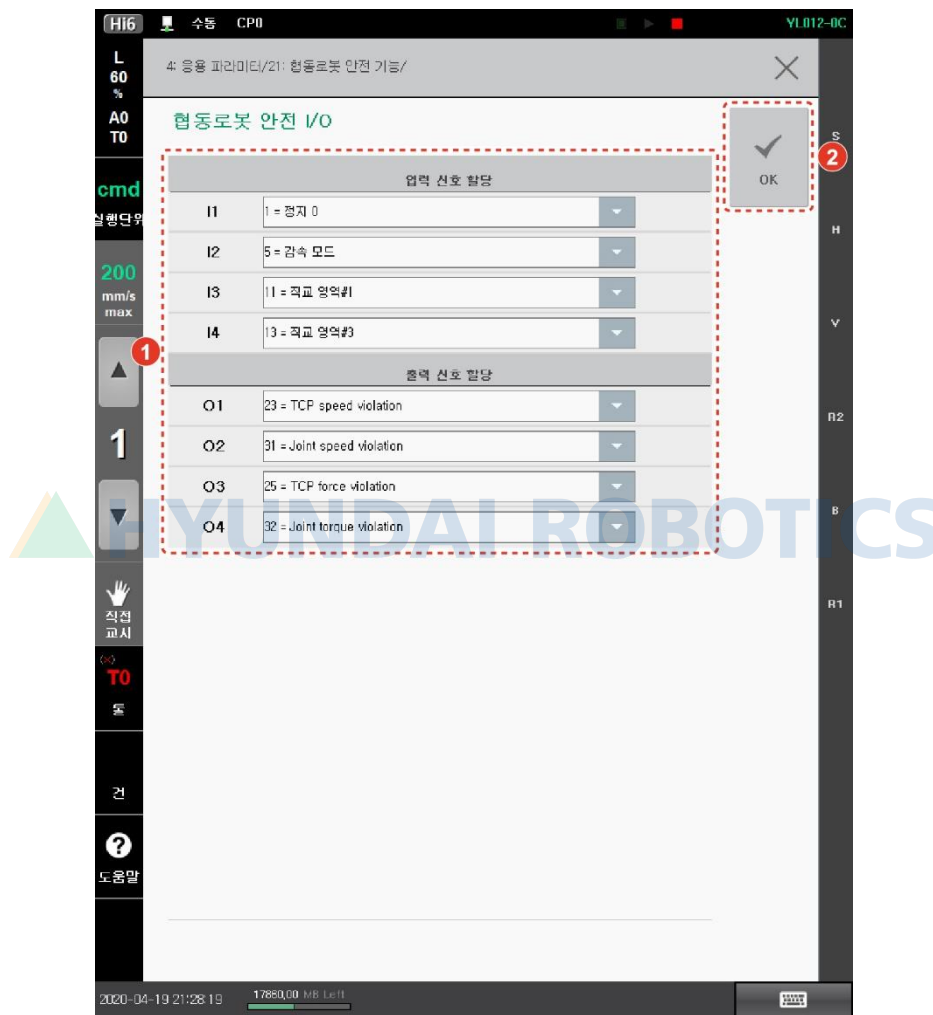 Hi6 수동 CP0 YL012-0C
L
60
%
4: 응용 파라미터/21: 협동로봇 안전 기능/
A0
T0
협동로봇 안전 I/O
OK
2
cmd
실행단위
입력 신호 할당
I1 1 = 정지 0
I2 5 = 감속 모드
I3 11 = 직교 영역#1
I4 13 = 직교 영역#3
200
mm/s
max
1
출력 신호 할당
O1 23 = TCP speed violation
O2 31 = Joint speed violation
O3 25 = TCP force violation
O4 32 = Joint torque violation
1
HYUNDAI ROBOTICS
직접
교시
T0
툴
건
?
도움말
S
H
V
R2
B
R1
2020-04-19 21:28:19 17860,00 MB Left